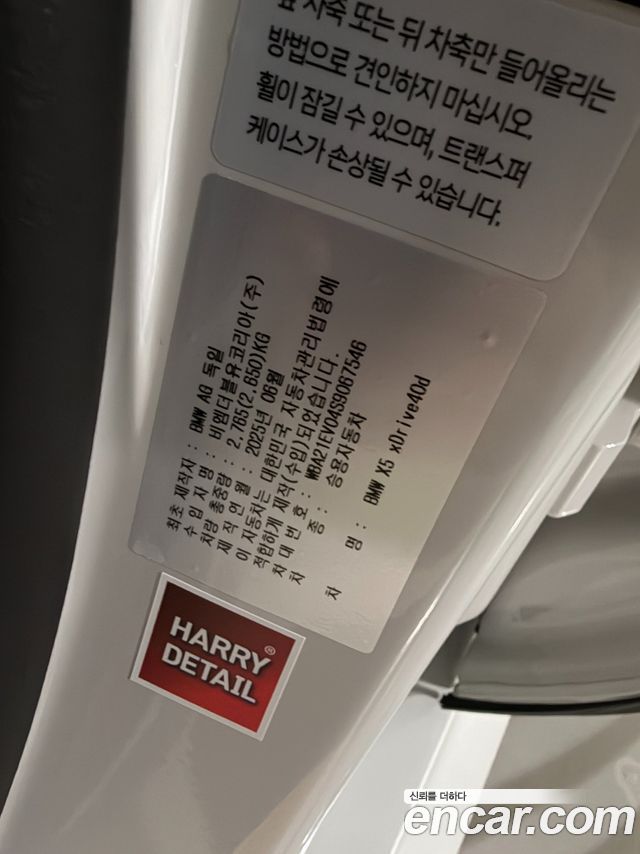 앞 차축 또는 뒤 차축만 들어올리는
방법으로 견인하지 마십시오.
휠이 잠길 수 있으며, 트랜스퍼
케이스가 손상될 수 있습니다.
최초 제작자 : BMW AG 독일
수 입 자 명 : 비엠더블유코리아(주)
차량 총중량 : 2.765(2.850)KG
제 작 연 월 : 2025년 06월
이 자동차는 대한민국 자동차관리법령에
적합하게 제작(수입)되었습니다.
차 대 번 호 : WBA21EV04S9067546
차 종 : 승용자동차
차 명 : BMW X5 xDrive40d
HARRY®
DETAIL
신뢰를 더하다
encar.com